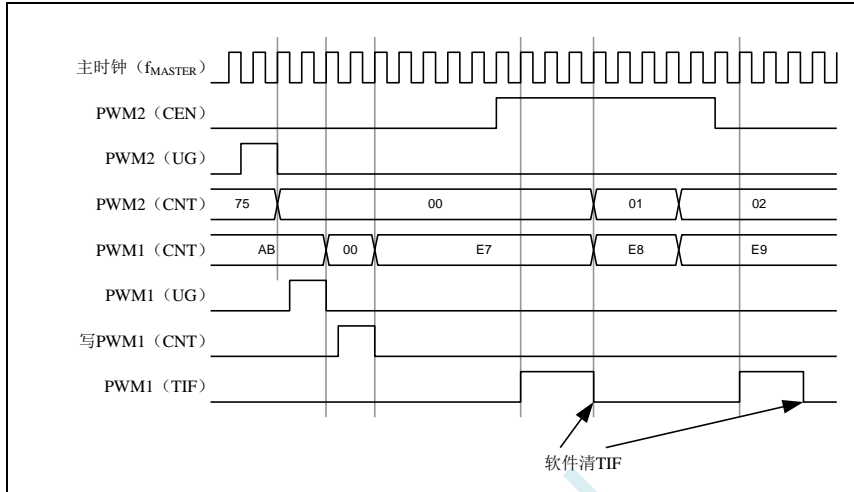 主时钟（fMASTER）
PWM2（CEN）
PWM2（UG）
PWM2（CNT） 75 00 01 02
PWM1（CNT） AB 00 E7 E8 E9
PWM1（UG）
写PWM1（CNT）
PWM1（TIF）
软件清TIF